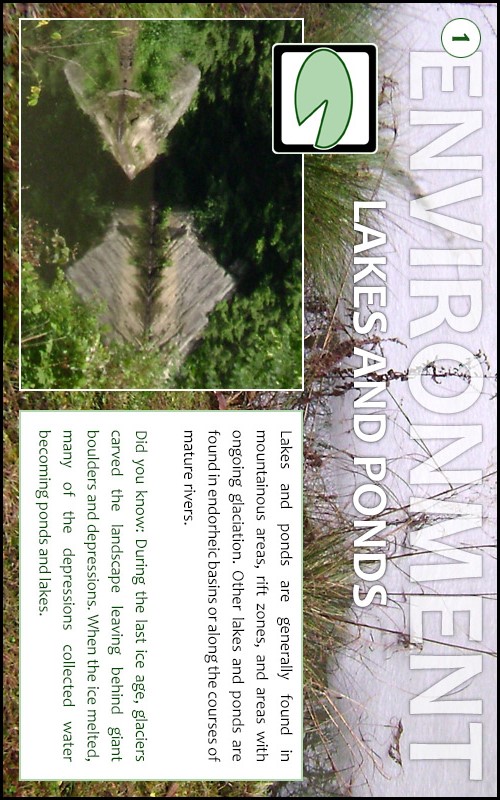 1
ENVIRONMENT
LAKES AND PONDS
Lakes and ponds are generally found in
mountainous areas, rift zones, and areas with
ongoing glaciation. Other lakes and ponds are
found in endorheic basins or along the courses of
mature rivers.
Did you know: During the last ice age, glaciers
carved the landscape leaving behind giant
boulders and depressions. When the ice melted,
many of the depressions collected water
becoming ponds and lakes.